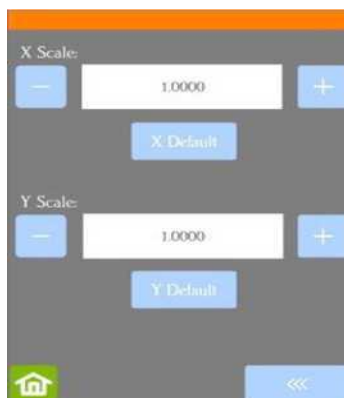 X Scale:
− 1.0000 +
X Default
Y Scale:
− 1.0000 +
Y Default
<<<